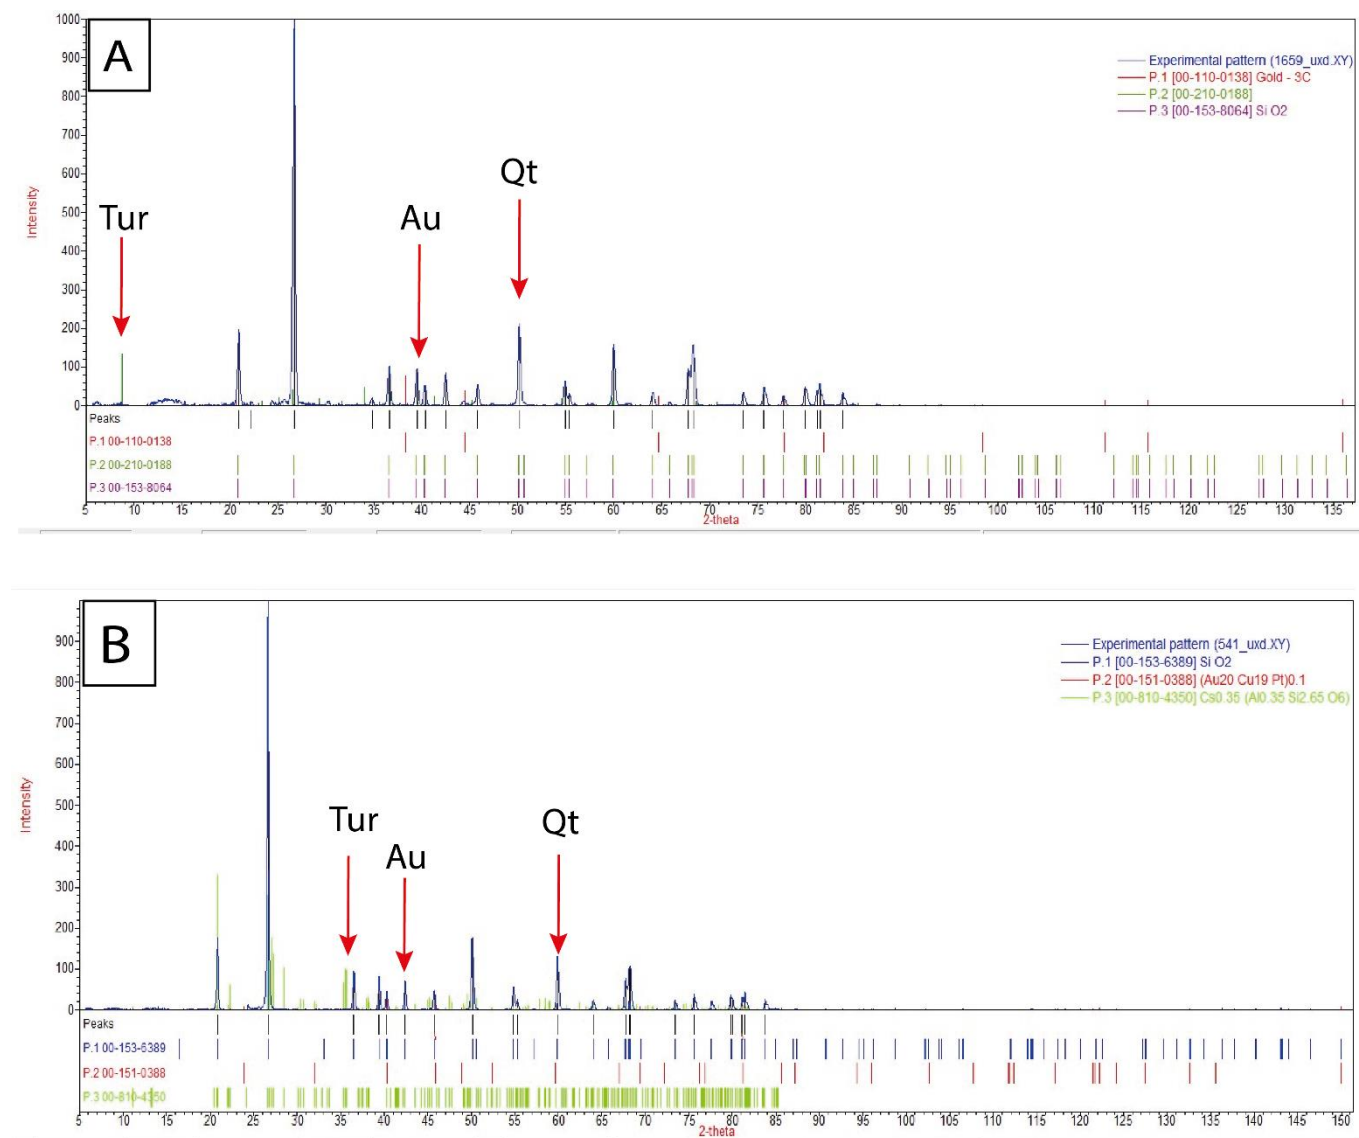 A
1000
900
800
700
600
500
400
300
200
100
0
Intensity
Experimental pattern (1659_uxd.XY)
P.1 [00-110-0138] Gold - 3C
P.2 [00-210-0188]
P.3 [00-153-8064] Si O2
Tur
Au
Qt
Peaks
P.1 00-110-0138
P.2 00-210-0188
P.3 00-153-8064
5 10 15 20 25 30 35 40 45 50 55 60 65 70 75 80 85 90 95 100 105 110 115 120 125 130 135
2-theta
B
900
800
700
600
500
400
300
200
100
0
Intensity
Experimental pattern (541_uxd.XY)
P.1 [00-153-6389] Si O2
P.2 [00-151-0388] (Au20 Cu19 Pt)0.1
P.3 [00-810-4350] Cs0.35 (Al0.35 Si2.65 O6)
Tur
Au
Qt
Peaks
P.1 00-153-6389
P.2 00-151-0388
P.3 00-810-4350
5 10 15 20 25 30 35 40 45 50 55 60 65 70 75 80 85 90 95 100 105 110 115 120 125 130 135 140 145 150
2-theta